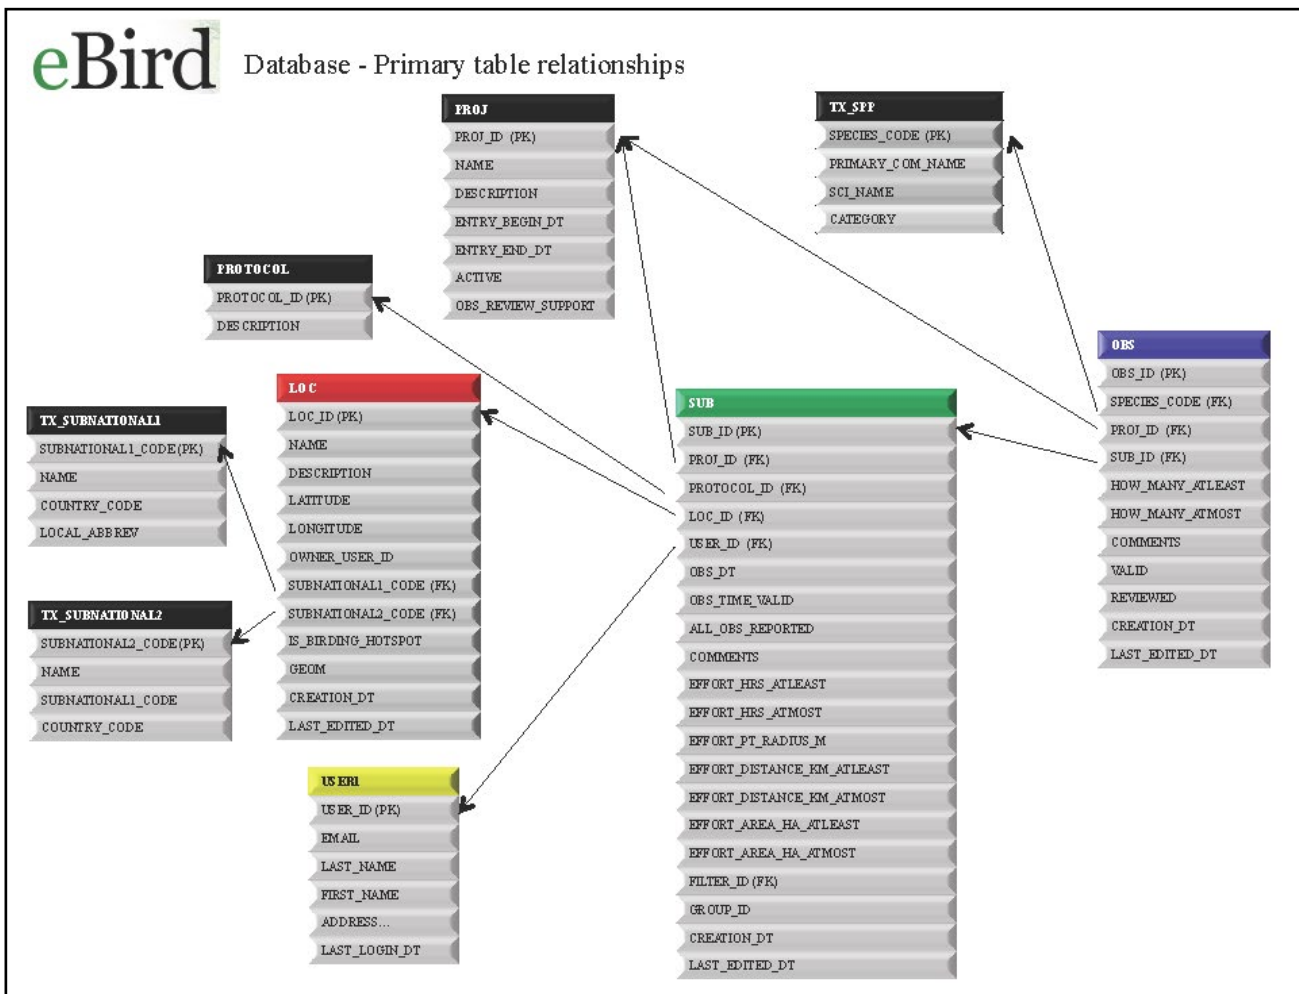 eBird
Database - Primary table relationships
PROJ
PROJ_ID (PK)
NAME
DESCRIPTION
ENTRY_BEGIN_DT
ENTRY_END_DT
ACTIVE
OBS_REVIEW_SUPPORT
TX_SPP
SPECIES_CODE (PK)
PRIMARY_COM_NAME
SCI_NAME
CATEGORY
PROTOCOL
PROTOCOL_ID (PK)
DESCRIPTION
OBS
OBS_ID (PK)
SPECIES_CODE (FK)
PROJ_ID (FK)
SUB_ID (FK)
HOW_MANY_ATLEAST
HOW_MANY_ATMOST
COMMENTS
VALID
REVIEWED
CREATION_DT
LAST_EDITED_DT
LOC
LOC_ID (PK)
NAME
DESCRIPTION
LATITUDE
LONGITUDE
OWNER_USER_ID
SUBNATIONAL1_CODE (FK)
SUBNATIONAL2_CODE (FK)
IS_BIRDING_HOTSPOT
GEOM
CREATION_DT
LAST_EDITED_DT
SUB
SUB_ID (PK)
PROJ_ID (FK)
PROTOCOL_ID (FK)
LOC_ID (FK)
USER_ID (FK)
OBS_DT
OBS_TIME_VALID
ALL_OBS_REPORTED
COMMENTS
EFFORT_HRS_ATLEAST
EFFORT_HRS_ATMOST
EFFORT_PT_RADIUS_M
EFFORT_DISTANCE_KM_ATLEAST
EFFORT_DISTANCE_KM_ATMOST
EFFORT_AREA_HA_ATLEAST
EFFORT_AREA_HA_ATMOST
FILTER_ID (FK)
GROUP_ID
CREATION_DT
LAST_EDITED_DT
TX_SUBNATIONAL1
SUBNATIONAL1_CODE(PK)
NAME
COUNTRY_CODE
LOCAL_ABBREV
TX_SUBNATIONAL2
SUBNATIONAL2_CODE(PK)
NAME
SUBNATIONAL1_CODE
COUNTRY_CODE
USER1
USER_ID (PK)
EMAIL
LAST_NAME
FIRST_NAME
ADDRESS...
LAST_LOGIN_DT